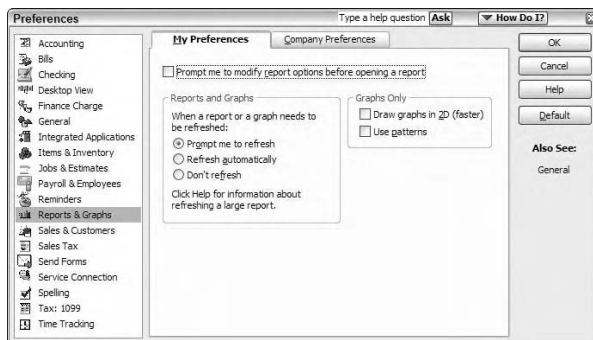 Preferences
Type a help question Ask
How Do I?
Accounting
Bills
Checking
Desktop View
Finance Charge
General
Integrated Applications
Items & Inventory
Jobs & Estimates
Payroll & Employees
Reminders
Reports & Graphs
Sales & Customers
Sales Tax
Send Forms
Service Connection
Spelling
Tax: 1099
Time Tracking
My Preferences
Company Preferences
Prompt me to modify report options before opening a report
Reports and Graphs
When a report or a graph needs to
be refreshed:
Prompt me to refresh
Refresh automatically
Don't refresh
Click Help for information about
refreshing a large report.
Graphs Only
Draw graphs in 2D (faster)
Use patterns
OK
Cancel
Help
Default
Also See:
General